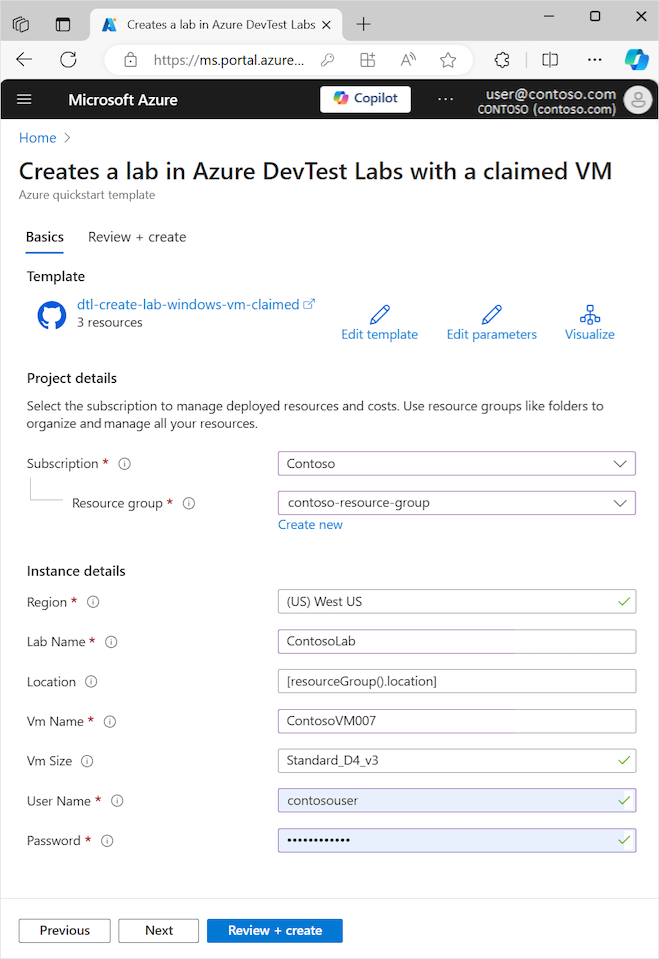 Creates a lab in Azure DevTest Labs
https://ms.portal.azure...
Microsoft Azure
Copilot
user@contoso.com
CONTOSO (contoso.com)
Home
Creates a lab in Azure DevTest Labs with a claimed VM
Azure quickstart template
Basics Review + create
Template
dtl-create-lab-windows-vm-claimed
3 resources
Edit template Edit parameters Visualize
Project details
Select the subscription to manage deployed resources and costs. Use resource groups like folders to
organize and manage all your resources.
Subscription * Contoso
Resource group * contoso-resource-group
Create new
Instance details
Region * (US) West US
Lab Name * ContosoLab
Location [resourceGroup().location]
Vm Name * ContosoVM007
Vm Size Standard_D4_v3
User Name * contosouser
Password * ••••••••••••
Previous Next Review + create